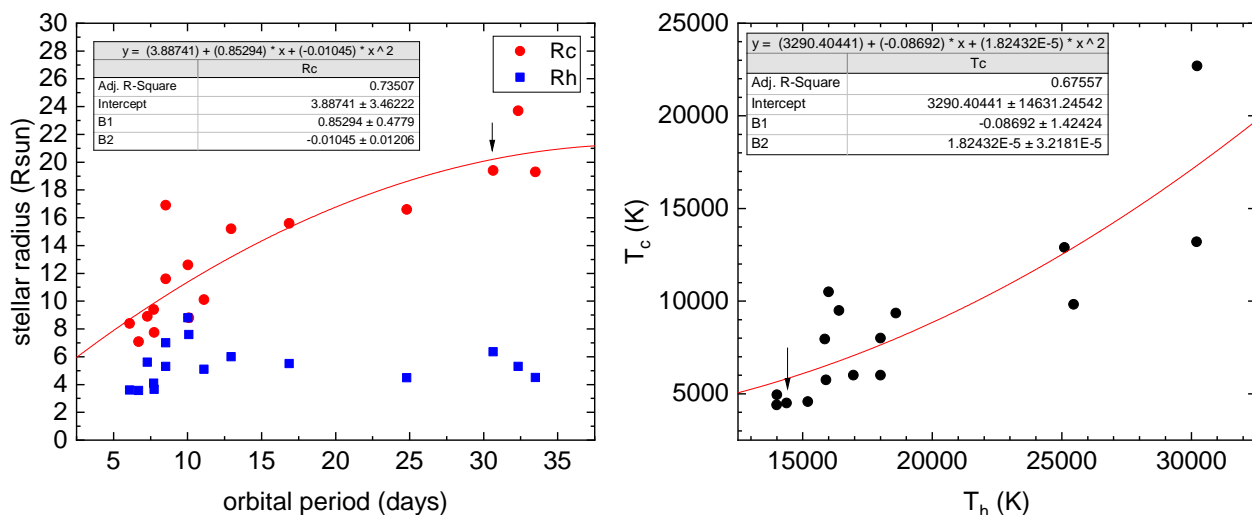 y = (3.88741) + (0.85294) * x + (-0.01045) * x^2
Rc
Adj. R-Square 0.73507
Intercept 3.88741 ± 3.46222
B1 0.85294 ± 0.4779
B2 -0.01045 ± 0.01206
Rc
Rh
30
28
26
24
22
20
18
16
14
12
10
8
6
4
2
0
stellar radius (Rsun)
5 10 15 20 25 30 35
orbital period (days)
y = (3290.40441) + (-0.08692) * x + (1.82432E-5) * x^2
Tc
Adj. R-Square 0.67557
Intercept 3290.40441 ± 14631.24542
B1 -0.08692 ± 1.42424
B2 1.82432E-5 ± 3.2181E-5
25000
20000
15000
10000
5000
T_c (K)
15000 20000 25000 30000
T_h (K)